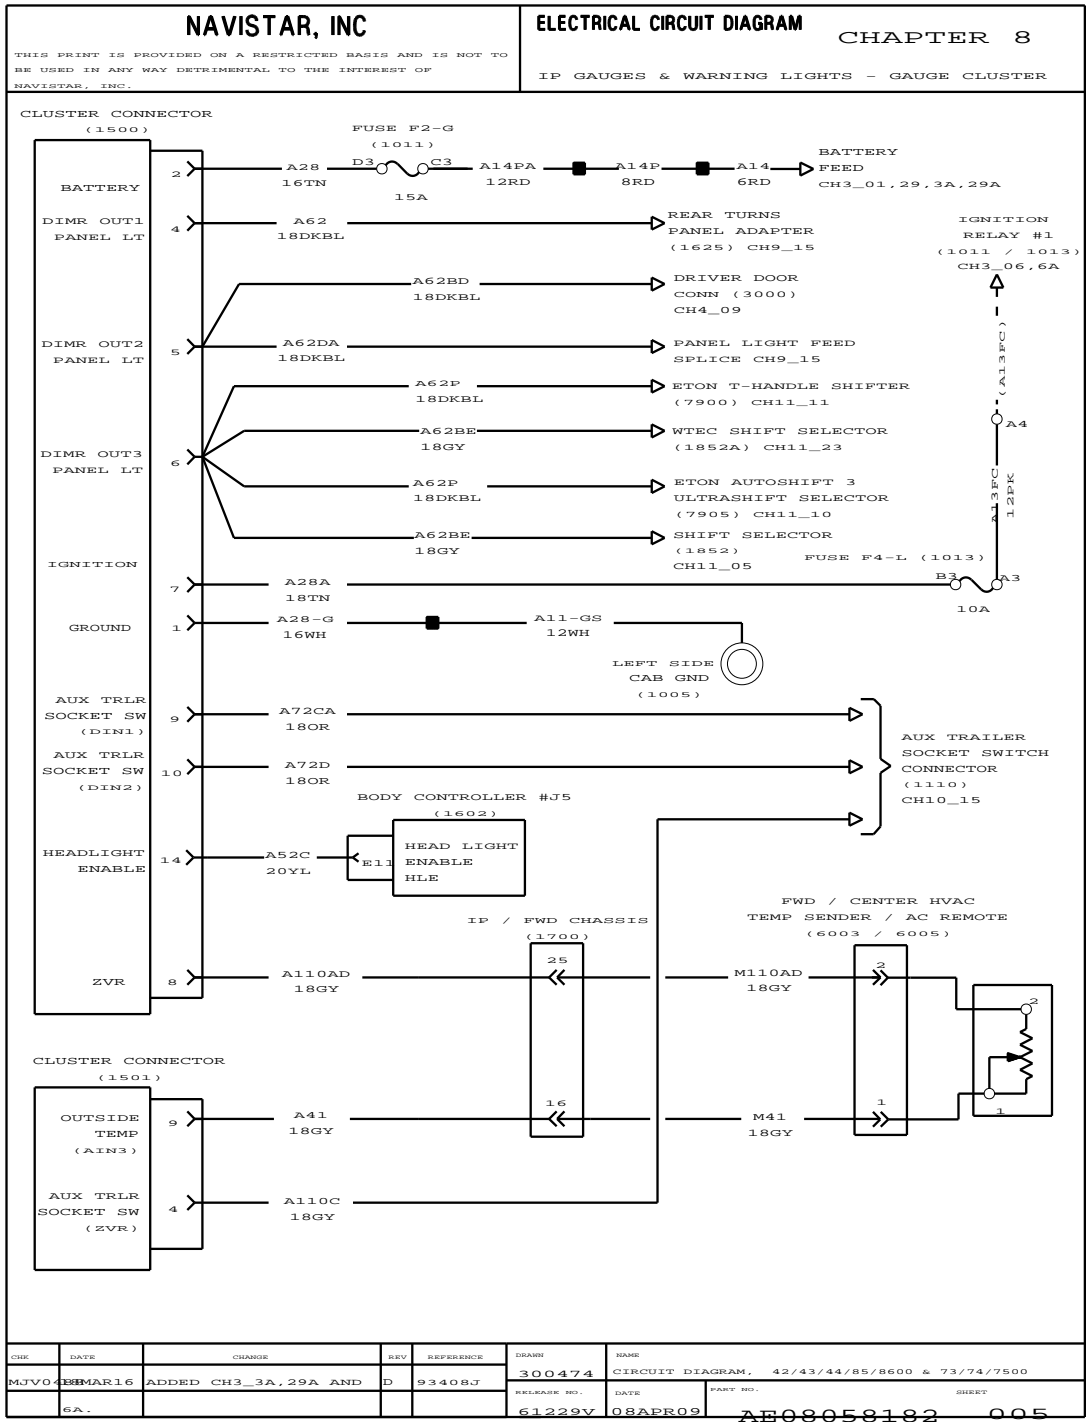 NAVISTAR, INC
THIS PRINT IS PROVIDED ON A RESTRICTED BASIS AND IS NOT TO
BE USED IN ANY WAY DETRIMENTAL TO THE INTEREST OF
NAVISTAR, INC.
ELECTRICAL CIRCUIT DIAGRAM
CHAPTER 8
IP GAUGES & WARNING LIGHTS - GAUGE CLUSTER
CLUSTER CONNECTOR
(1500)
FUSE F2-G
(1011)
2
A28
16TN
D3
C3
15A
A14PA
12RD
A14P
8RD
A14
6RD
BATTERY
FEED
CH3_01,29,3A,29A
BATTERY
DIMR OUT1
PANEL LT
4
A62
18DKBL
REAR TURNS
PANEL ADAPTER
(1625) CH9_15
IGNITION
RELAY #1
(1011 / 1013)
CH3_06,6A
A62BD
18DKBL
DRIVER DOOR
CONN (3000)
CH4_09
DIMR OUT2
PANEL LT
5
A62DA
18DKBL
PANEL LIGHT FEED
SPLICE CH9_15
(A13FC)
A62P
18DKBL
ETON T-HANDLE SHIFTER
(7900) CH11_11
A4
A62BE
18GY
WTEC SHIFT SELECTOR
(1852A) CH11_23
DIMR OUT3
PANEL LT
6
A62P
18DKBL
ETON AUTOSHIFT 3
ULTRASHIFT SELECTOR
(7905) CH11_10
A13FC
12PK
A62BE
18GY
SHIFT SELECTOR
(1852)
CH11_05
FUSE F4-L (1013)
IGNITION
7
A28A
18TN
B3
A3
10A
GROUND
1
A28-G
16WH
A11-GS
12WH
LEFT SIDE
CAB GND
(1005)
AUX TRLR
SOCKET SW
(DIN1)
9
A72CA
18OR
AUX TRLR
SOCKET SW
(DIN2)
10
A72D
18OR
AUX TRAILER
SOCKET SWITCH
CONNECTOR
(1110)
CH10_15
BODY CONTROLLER #J5
(1602)
HEADLIGHT
ENABLE
14
A52C
20YL
E11
HEAD LIGHT
ENABLE
HLE
IP / FWD CHASSIS
(1700)
FWD / CENTER HVAC
TEMP SENDER / AC REMOTE
(6003 / 6005)
ZVR
8
A110AD
18GY
25
M110AD
18GY
2
2
CLUSTER CONNECTOR
(1501)
OUTSIDE
TEMP
(AIN3)
9
A41
18GY
16
M41
18GY
1
1
AUX TRLR
SOCKET SW
(ZVR)
4
A110C
18GY
CHK DATE CHANGE REV REFERENCE
18MAR16 ADDED CH3_3A,29A AND D 93408J
6A.
DRAWN
300474
NAME
CIRCUIT DIAGRAM, 42/43/44/85/8600 & 73/74/7500
RELEASE NO.
61229V
DATE
08APR09
PART NO.
AE08058182
SHEET
005